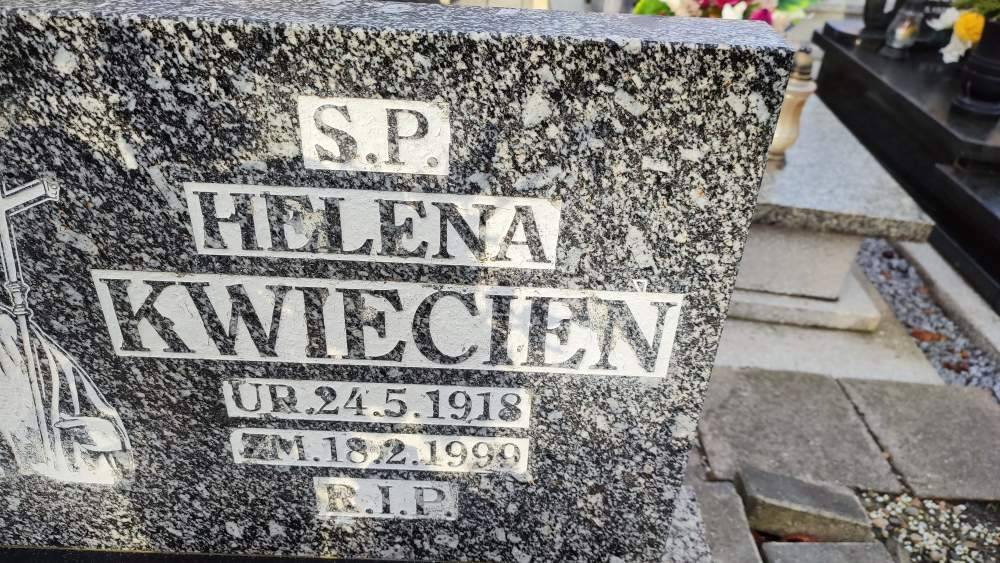 S.P.
HELENA
KWIECIEŃ
UR.24.5.1918
ZM.18.2.1999
R.I.P.